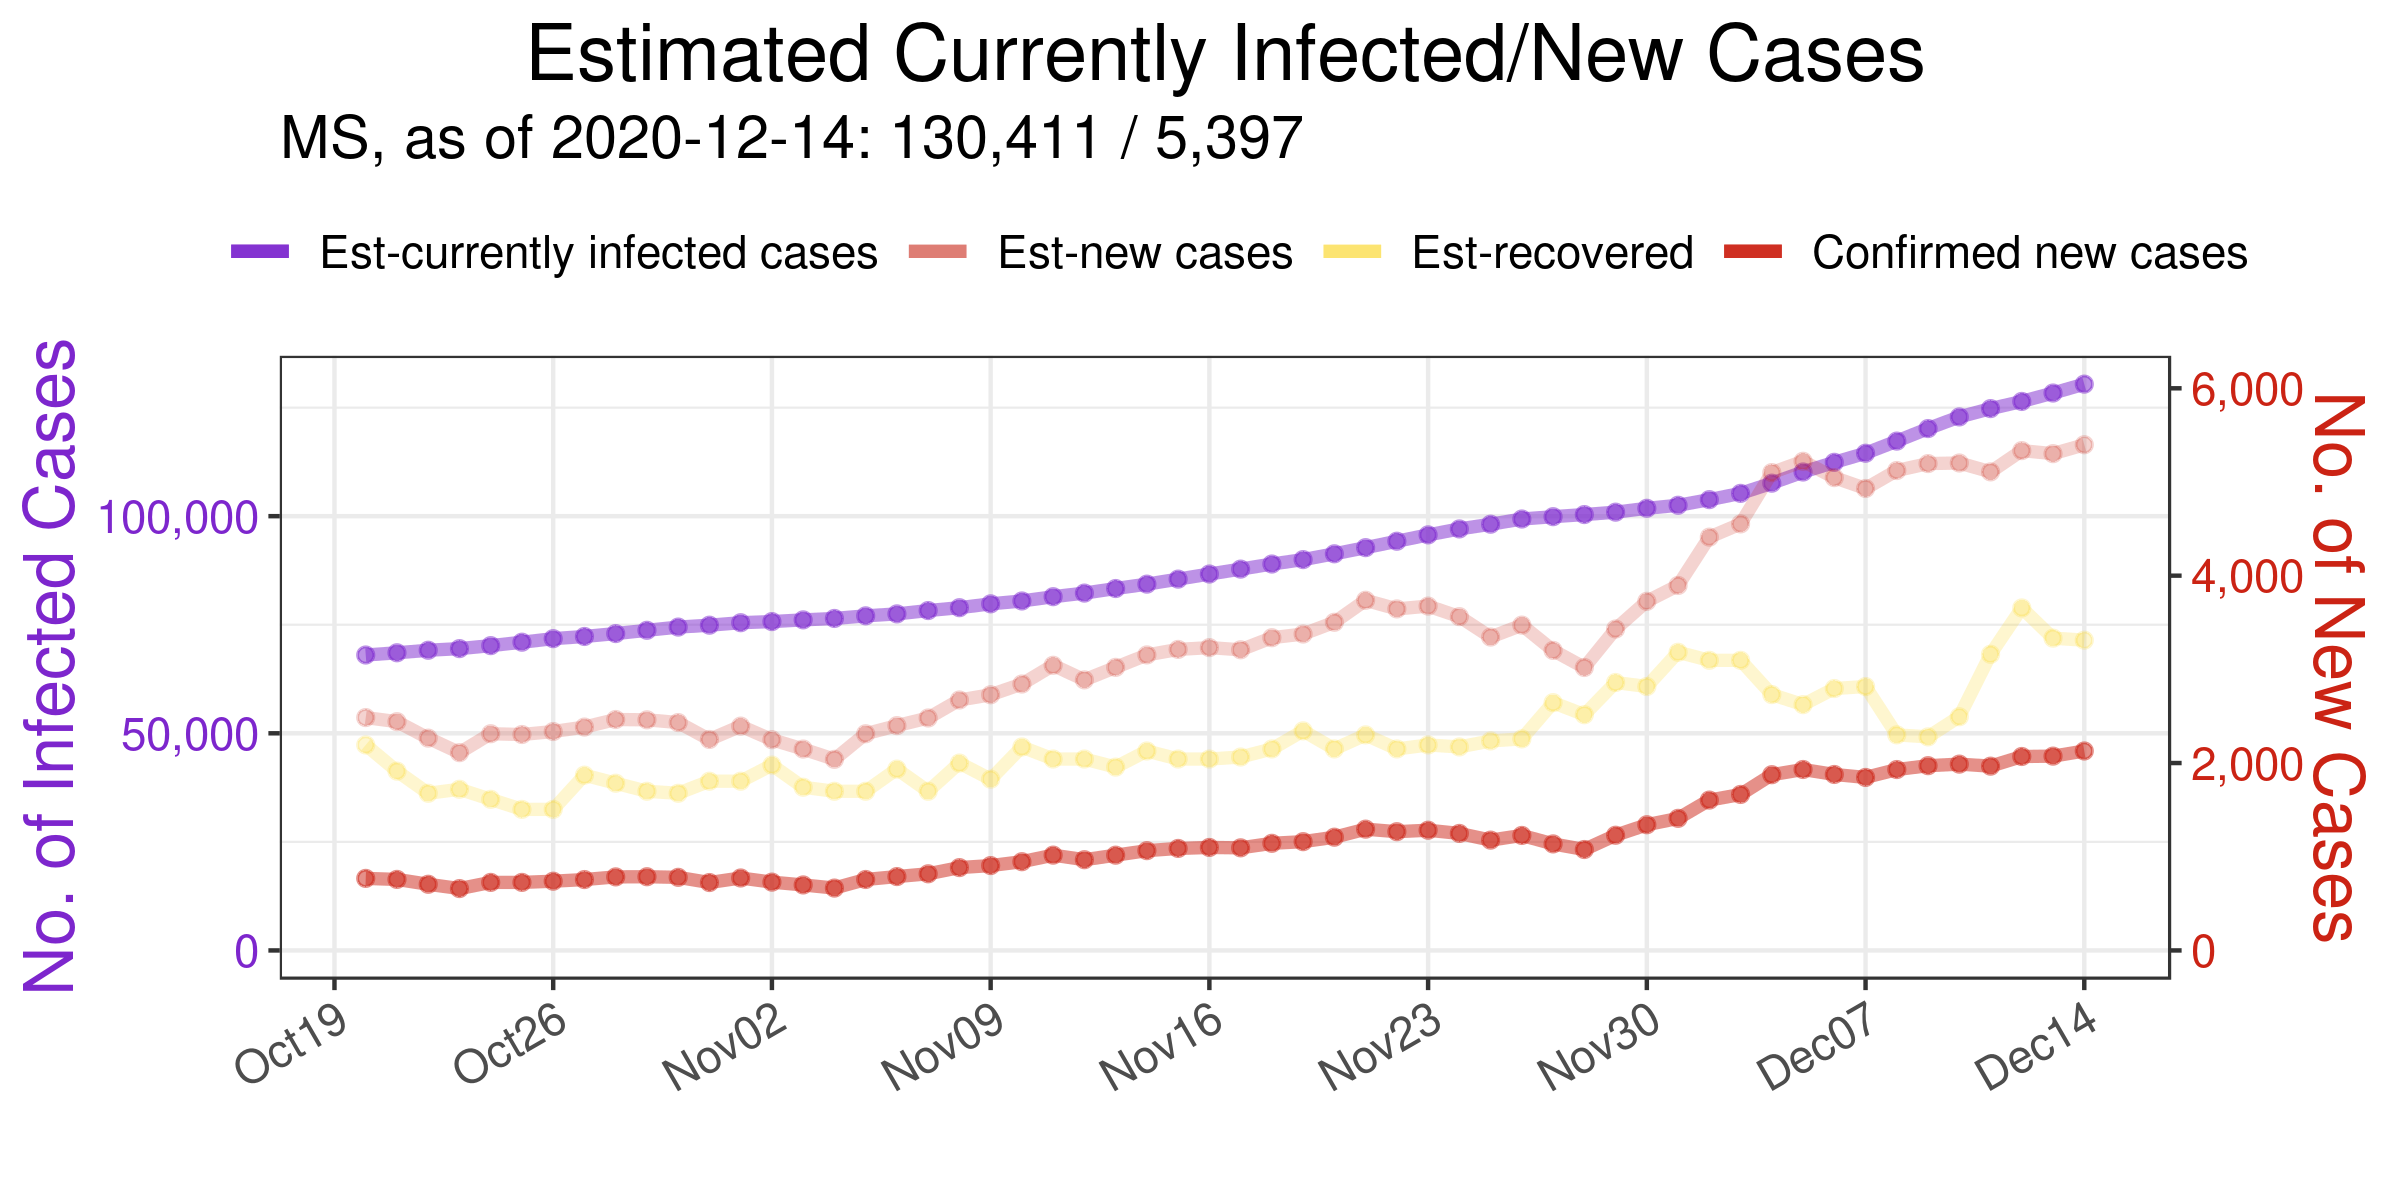 Estimated Currently Infected/New Cases
MS, as of 2020-12-14: 130,411 / 5,397
Est-currently infected cases Est-new cases Est-recovered Confirmed new cases
No. of Infected Cases
100,000
50,000
0
6,000
4,000
2,000
0
No. of New Cases
Oct19 Oct26 Nov02 Nov09 Nov16 Nov23 Nov30 Dec07 Dec14